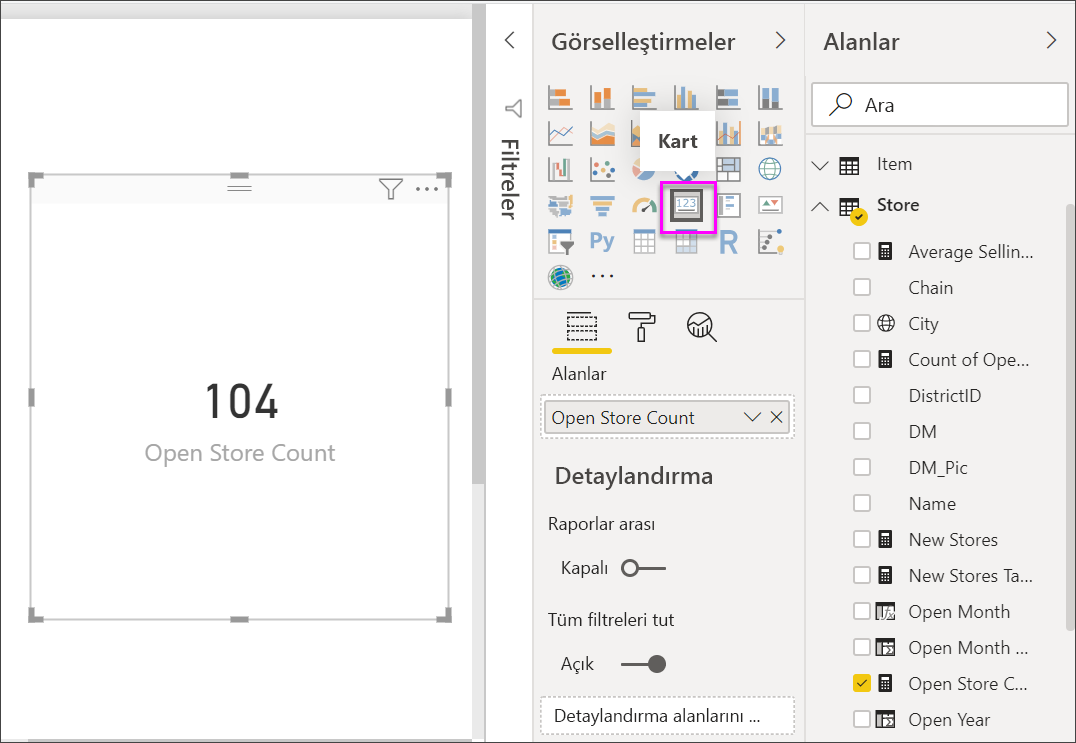 104
Open Store Count
Filtreler
Görselleştirmeler
Kart
123
Py
R
Alanlar
Open Store Count
Detaylandırma
Raporlar arası
Kapalı
Tüm filtreleri tut
Açık
Detaylandırma alanlarını ...
Alanlar
Ara
Item
Store
Average Sellin...
Chain
City
Count of Ope...
DistrictID
DM
DM_Pic
Name
New Stores
New Stores Ta...
Open Month
Open Month ...
Open Store C...
Open Year